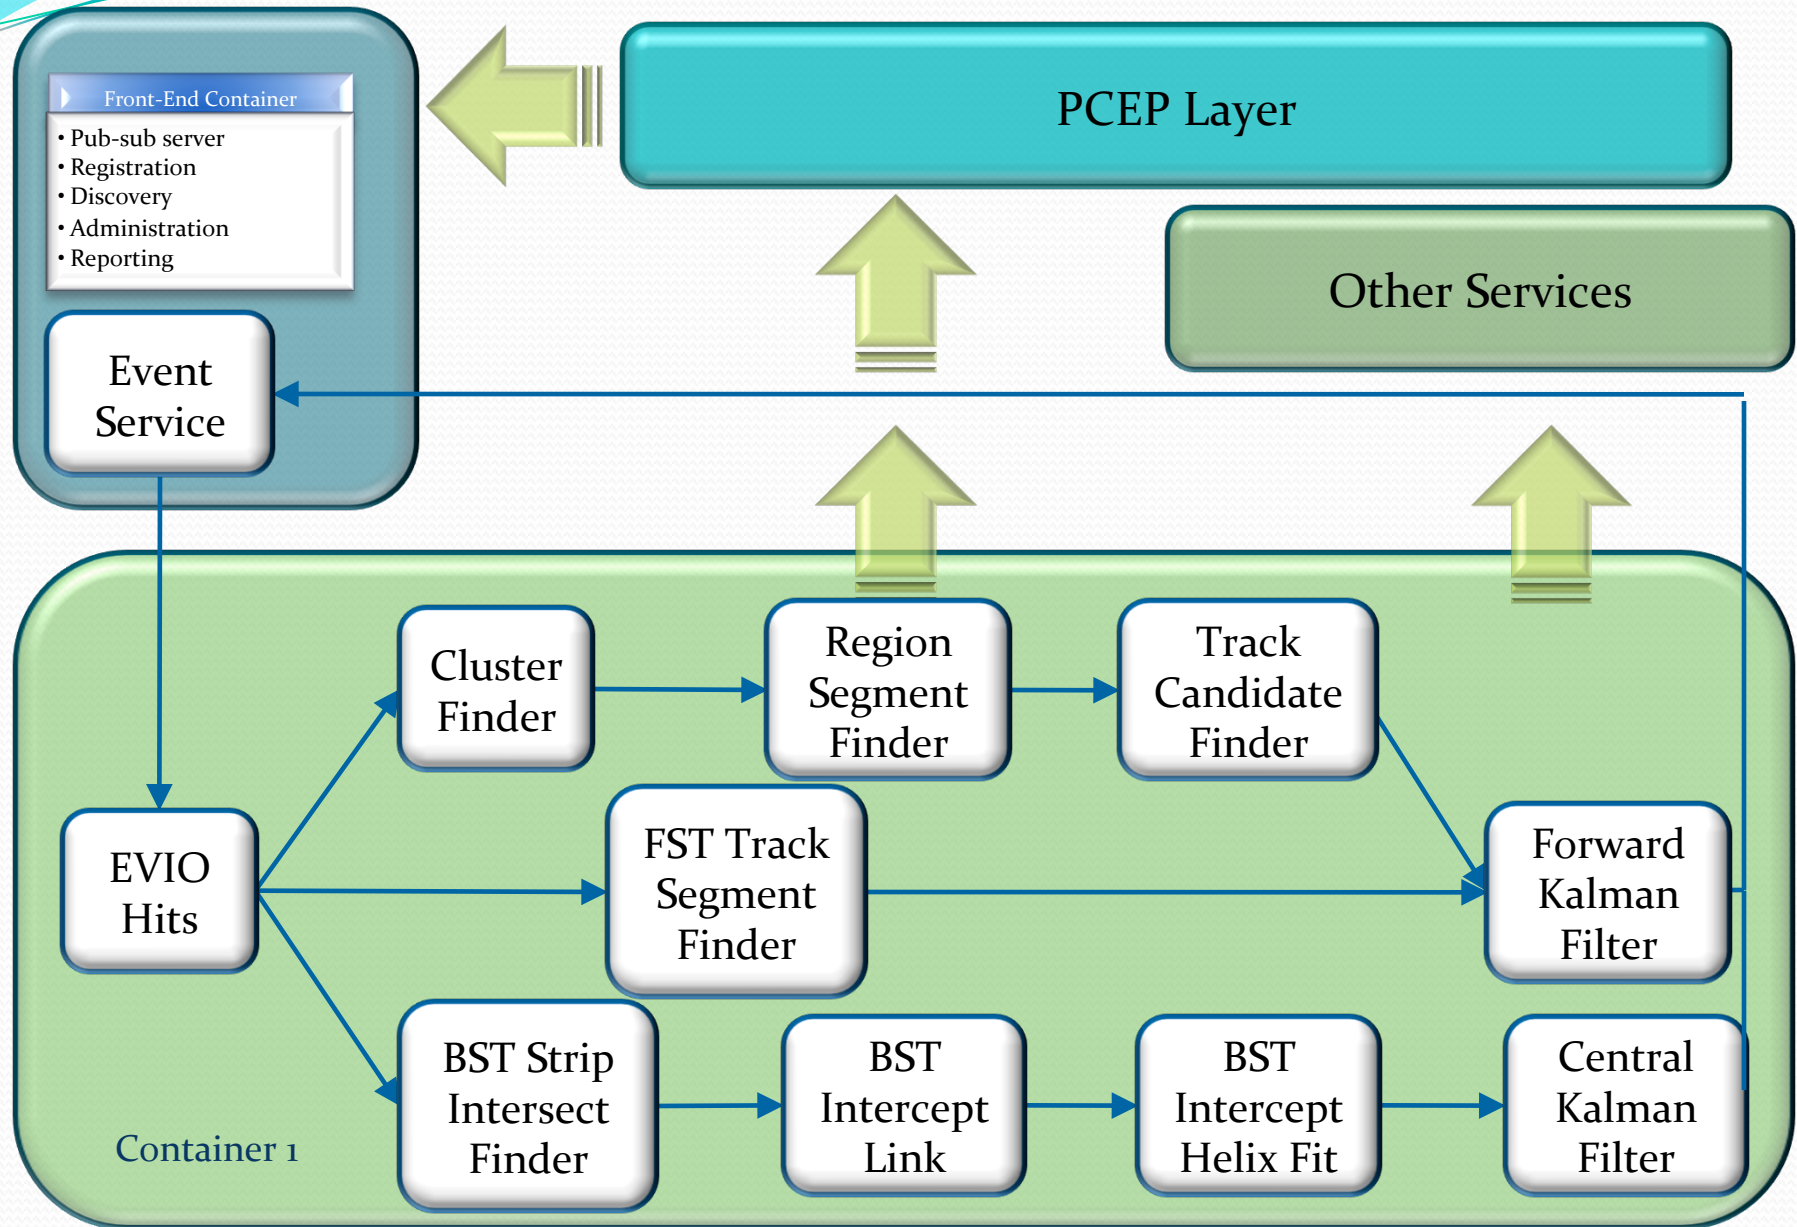 Front-End Container
• Pub-sub server
• Registration
• Discovery
• Administration
• Reporting
PCEP Layer
Other Services
Event
Service
Cluster
Finder
Region
Segment
Finder
Track
Candidate
Finder
EVIO
Hits
FST Track
Segment
Finder
Forward
Kalman
Filter
BST Strip
Intersect
Finder
BST
Intercept
Link
BST
Intercept
Helix Fit
Central
Kalman
Filter
Container 1